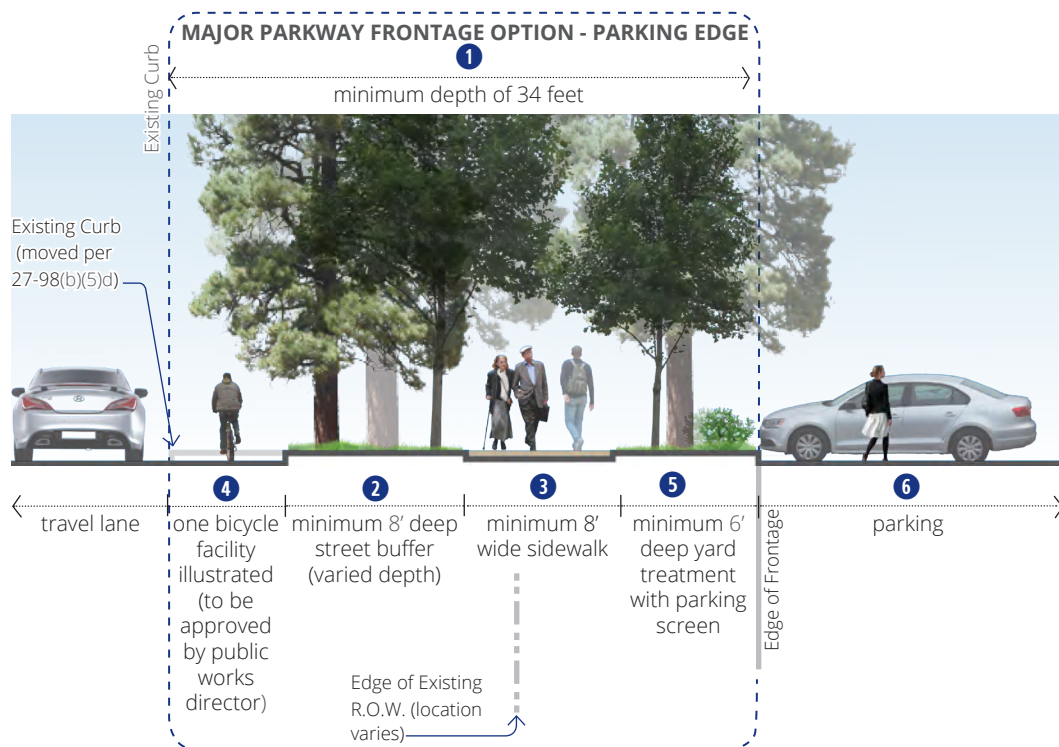 MAJOR PARKWAY FRONTAGE OPTION - PARKING EDGE
1
minimum depth of 34 feet
Existing Curb
Existing Curb
(moved per
27-98(b)(5)d)
4
2
3
5
6
travel lane
one bicycle
facility
illustrated
(to be
approved
by public
works
director)
minimum 8' deep
street buffer
(varied depth)
minimum 8'
wide sidewalk
minimum 6'
deep yard
treatment
with parking
screen
Edge of Frontage
parking
Edge of Existing
R.O.W. (location
varies)